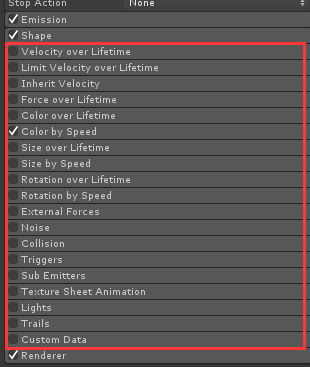 Stop Action None
Emission
Shape
Velocity over Lifetime
Limit Velocity over Lifetime
Inherit Velocity
Force over Lifetime
Color over Lifetime
Color by Speed
Size over Lifetime
Size by Speed
Rotation over Lifetime
Rotation by Speed
External Forces
Noise
Collision
Triggers
Sub Emitters
Texture Sheet Animation
Lights
Trails
Custom Data
Renderer